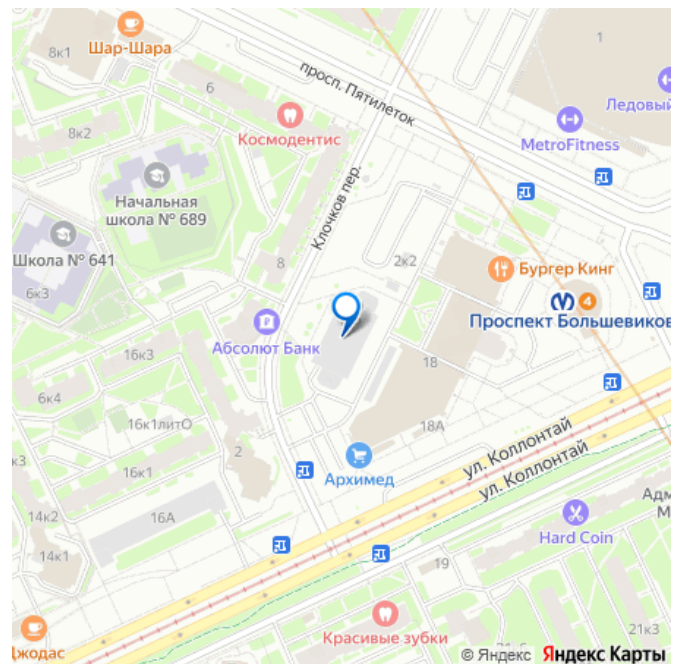 Шар-Шара
8к1
1
просп. Пятилеток
6
Ледовый
8к2
Космодентис
MetroFitness
Начальная
школа № 689
Клочков пер.
Школа № 641
8
2к2
Бургер Кинг
6к3
4
Проспект Большевиков
Абсолют Банк
16к3
18
6к4
18А
16к1литО
ул. Коллонтай
2
ул. Коллонтай
к3
16к1
Архимед
14к2
16А
Hard Coin
14к1
19
Джодас
Красивые зубки
21к3
© Яндекс Яндекс Карты